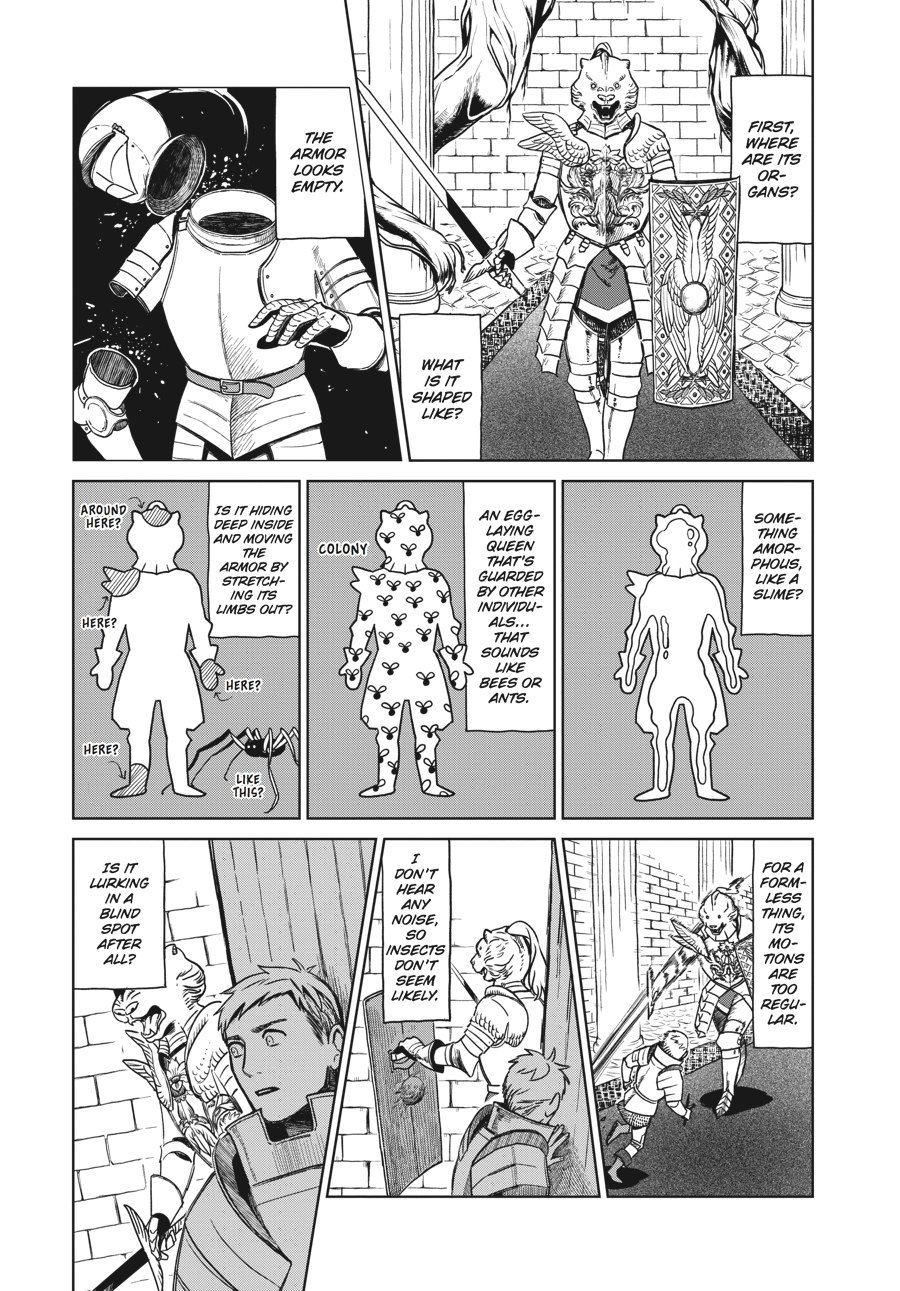 FIRST,
WHERE
ARE ITS
OR-
GANS?
WHAT
IS IT
SHAPED
LIKE?
THE
ARMOR
LOOKS
EMPTY.
SOME-
THING
AMOR-
PHOUS,
LIKE A
SLIME?
AN EGG-
LAYING
QUEEN
THAT'S
GUARDED
BY OTHER
INDIVIDU-
ALS...
THAT
SOUNDS
LIKE
BEES OR
ANTS.
COLONY
IS IT HIDING
DEEP INSIDE
AND MOVING
THE
ARMOR BY
STRETCH-
ING ITS
LIMBS OUT?
AROUND
HERE?
HERE?
HERE?
HERE?
LIKE
THIS?
FOR A
FORM-
LESS
THING,
ITS
MO-
TIONS
ARE
TOO
REGU-
LAR.
I
DON'T
HEAR
ANY
NOISE,
SO
INSECTS
DON'T
SEEM
LIKELY.
IS IT
LURKING
IN A
BLIND
SPOT
AFTER
ALL?